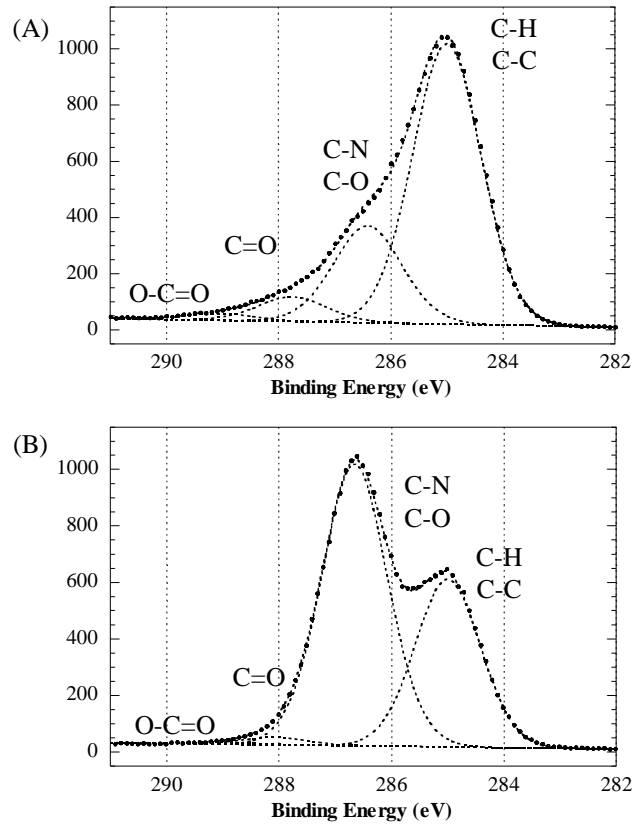 (A)
C-H
C-C
C-N
C-O
C=O
O-C=O
1000
800
600
400
200
0
290 288 286 284 282
Binding Energy (eV)
(B)
C-N
C-O
C-H
C-C
C=O
O-C=O
1000
800
600
400
200
0
290 288 286 284 282
Binding Energy (eV)